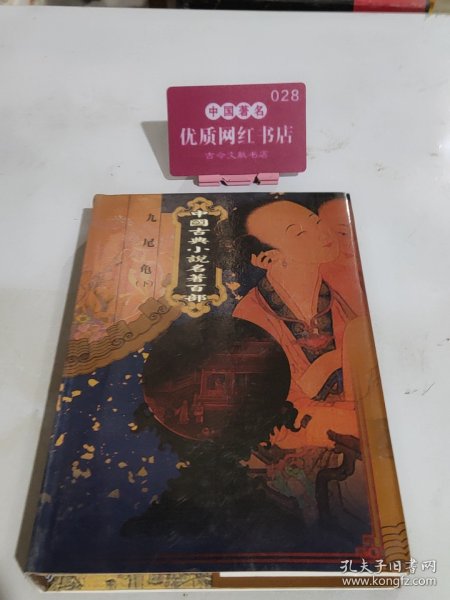 028
中国著名
优质网红书店
古今文献书店
中國古典小說名著百部
九尾龟
(下)
孔夫子旧书网
www.kongfz.com